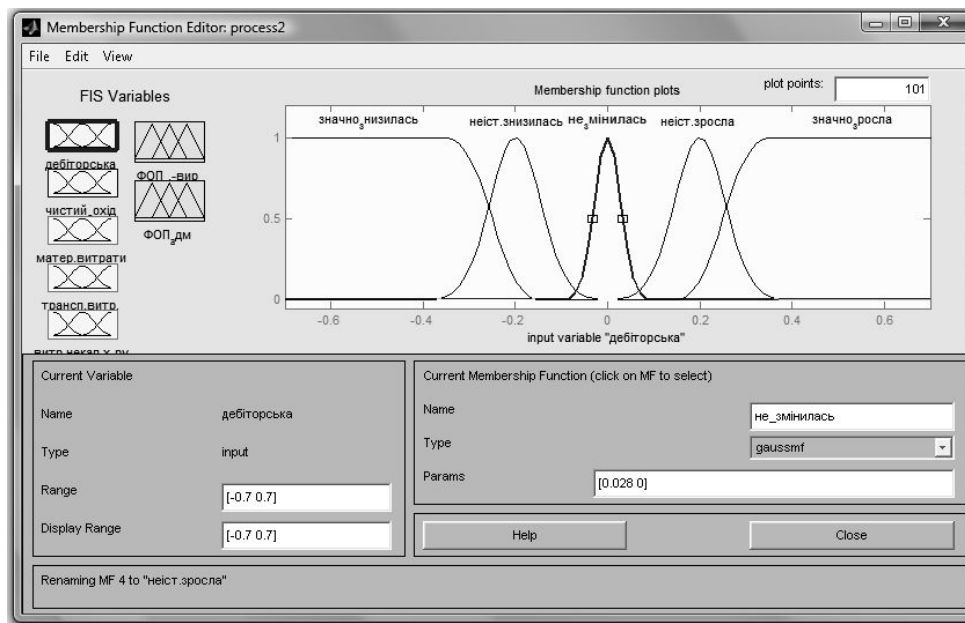 Membership Function Editor: process2
File Edit View
FIS Variables
дебіторська
чистий_охід
матер.витрати
трансп.витр.
ФОП_-вир
ФОП_здм
Membership function plots
plot points: 101
значно_знизилась неіст.знизилась не_змінилась неіст.зросла значно_зросла
1
0.5
0
-0.6 -0.4 -0.2 0 0.2 0.4 0.6
input variable "дебіторська"
Current Variable
Name дебіторська
Type input
Range [-0.7 0.7]
Display Range [-0.7 0.7]
Current Membership Function (click on MF to select)
Name не_змінилась
Type gaussmf
Params [0.028 0]
Help Close
Renaming MF 4 to "неіст.зросла"